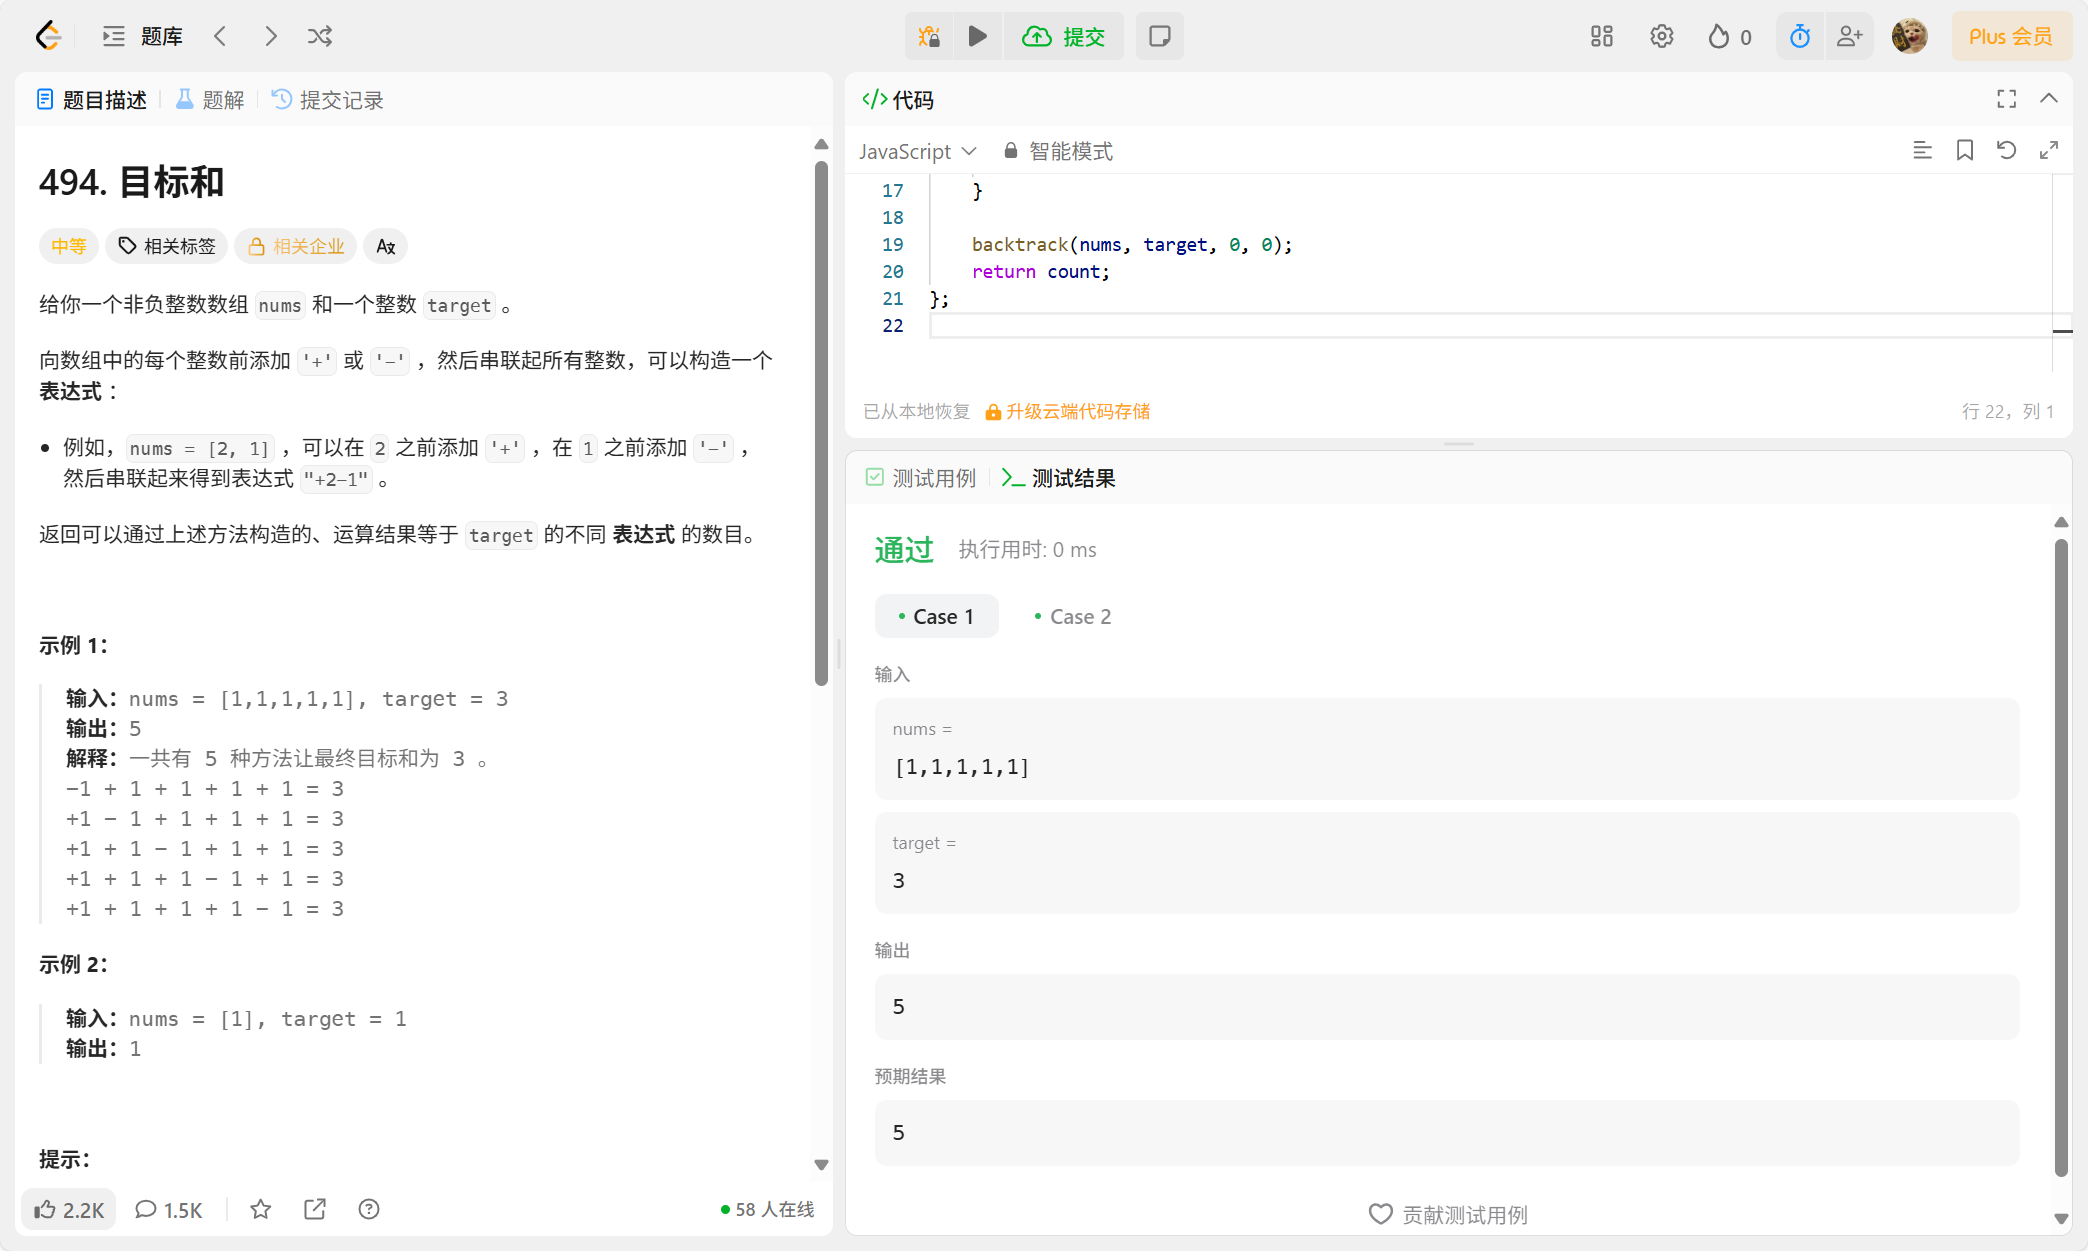 题库
提交
0
Plus 会员
题目描述
题解
提交记录
494. 目标和
中等
相关标签
相关企业
给你一个非负整数数组 nums 和一个整数 target 。
向数组中的每个整数前添加 '+' 或 '-' ，然后串联起所有整数，可以构造一个
表达式 ：
例如，nums = [2, 1] ，可以在 2 之前添加 '+' ，在 1 之前添加 '-' ，
然后串联起来得到表达式 "+2-1" 。
返回可以通过上述方法构造的、运算结果等于 target 的不同 表达式 的数目。
示例 1：
输入：nums = [1,1,1,1,1], target = 3
输出：5
解释：一共有 5 种方法让最终目标和为 3 。
-1 + 1 + 1 + 1 + 1 = 3
+1 - 1 + 1 + 1 + 1 = 3
+1 + 1 - 1 + 1 + 1 = 3
+1 + 1 + 1 - 1 + 1 = 3
+1 + 1 + 1 + 1 - 1 = 3
示例 2：
输入：nums = [1], target = 1
输出：1
提示：
2.2K
1.5K
58 人在线
</> 代码
JavaScript
智能模式
17 }
18
19 backtrack(nums, target, 0, 0);
20 return count;
21 };
22
已从本地恢复
升级云端代码存储
行 22，列 1
测试用例
测试结果
通过
执行用时: 0 ms
Case 1
Case 2
输入
nums =
[1,1,1,1,1]
target =
3
输出
5
预期结果
5
贡献测试用例